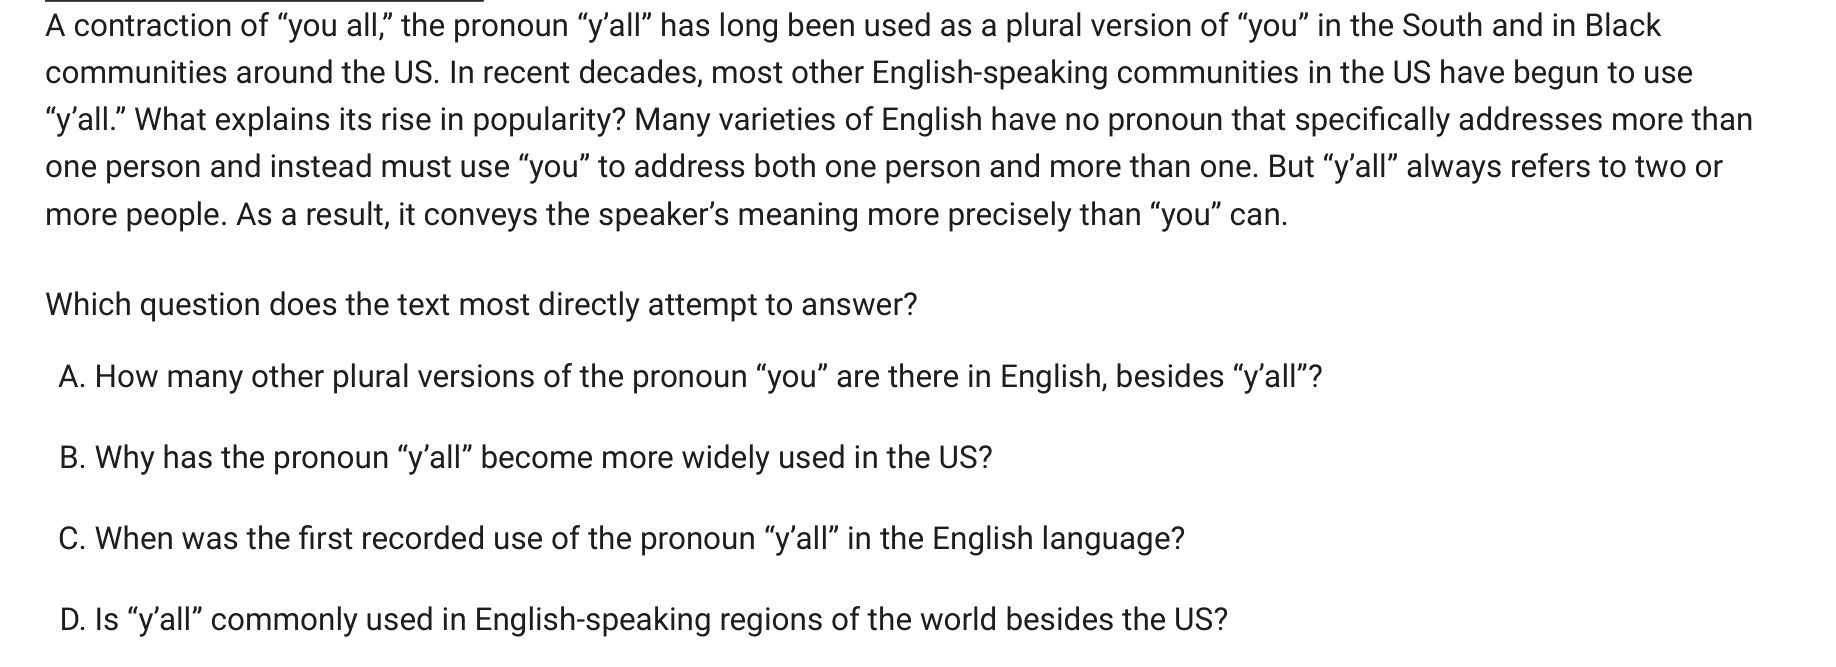 A contraction of “you all,” the pronoun “y’all” has long been used as a plural version of “you” in the South and in Black
communities around the US. In recent decades, most other English-speaking communities in the US have begun to use
“y’all.” What explains its rise in popularity? Many varieties of English have no pronoun that specifically addresses more than
one person and instead must use “you” to address both one person and more than one. But “y’all” always refers to two or
more people. As a result, it conveys the speaker’s meaning more precisely than “you” can.
Which question does the text most directly attempt to answer?
A. How many other plural versions of the pronoun “you” are there in English, besides “y’all”?
B. Why has the pronoun “y’all” become more widely used in the US?
C. When was the first recorded use of the pronoun “y’all” in the English language?
D. Is “y’all” commonly used in English-speaking regions of the world besides the US?